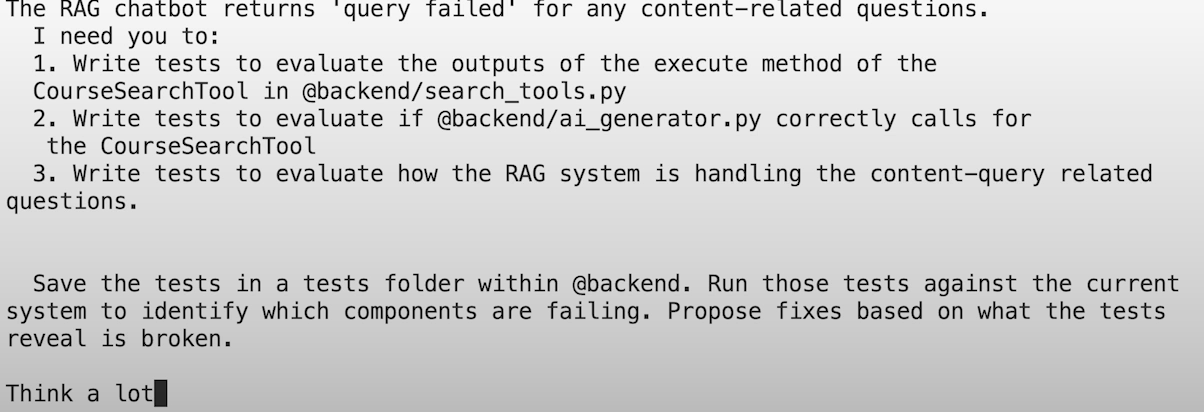 The RAG chatbot returns 'query failed' for any content-related questions.
I need you to:
1. Write tests to evaluate the outputs of the execute method of the
CourseSearchTool in @backend/search_tools.py
2. Write tests to evaluate if @backend/ai_generator.py correctly calls for
the CourseSearchTool
3. Write tests to evaluate how the RAG system is handling the content-query related
questions.
Save the tests in a tests folder within @backend. Run those tests against the current
system to identify which components are failing. Propose fixes based on what the tests
reveal is broken.
Think a lot